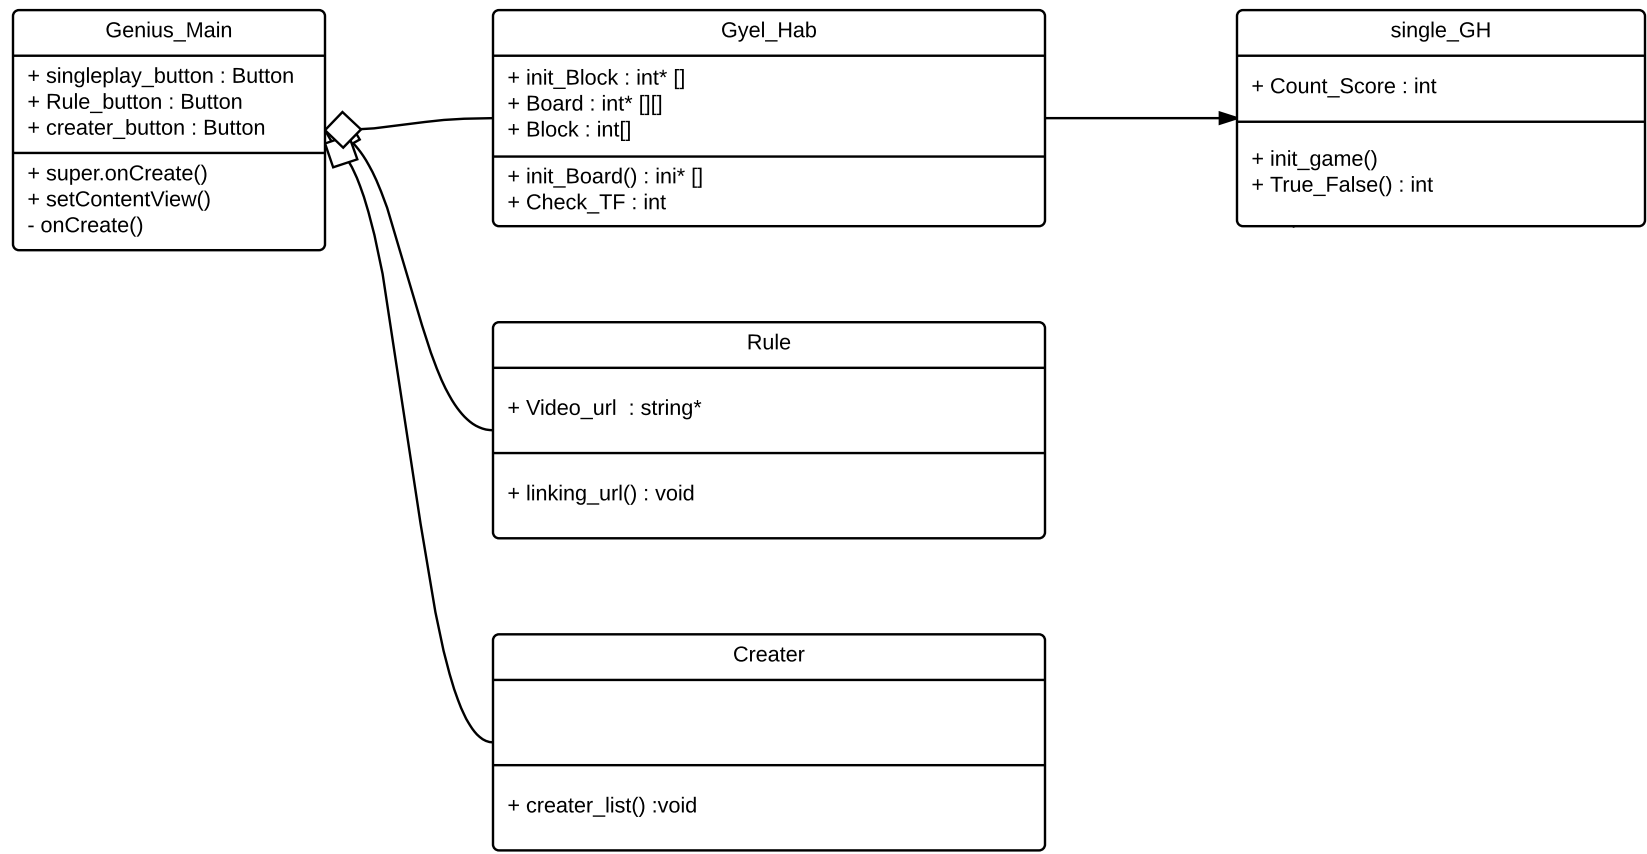 Genius_Main
+ singleplay_button : Button
+ Rule_button : Button
+ creater_button : Button
+ super.onCreate()
+ setContentView()
- onCreate()
Gyel_Hab
+ init_Block : int* []
+ Board : int* [][]
+ Block : int[]
+ init_Board() : ini* []
+ Check_TF : int
single_GH
+ Count_Score : int
+ init_game()
+ True_False() : int
Rule
+ Video_url  : string*
+ linking_url() : void
Creater
+ creater_list() :void